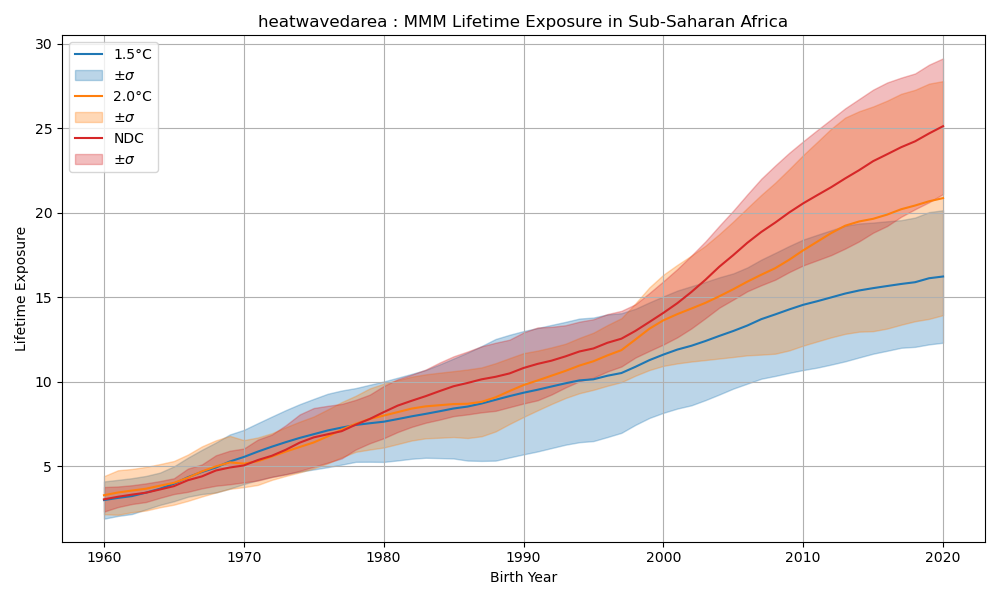 heatwavedarea : MMM Lifetime Exposure in Sub-Saharan Africa
30
25
20
15
10
5
Lifetime Exposure
1.5°C
±σ
2.0°C
±σ
NDC
±σ
1960
1970
1980
1990
2000
2010
2020
Birth Year